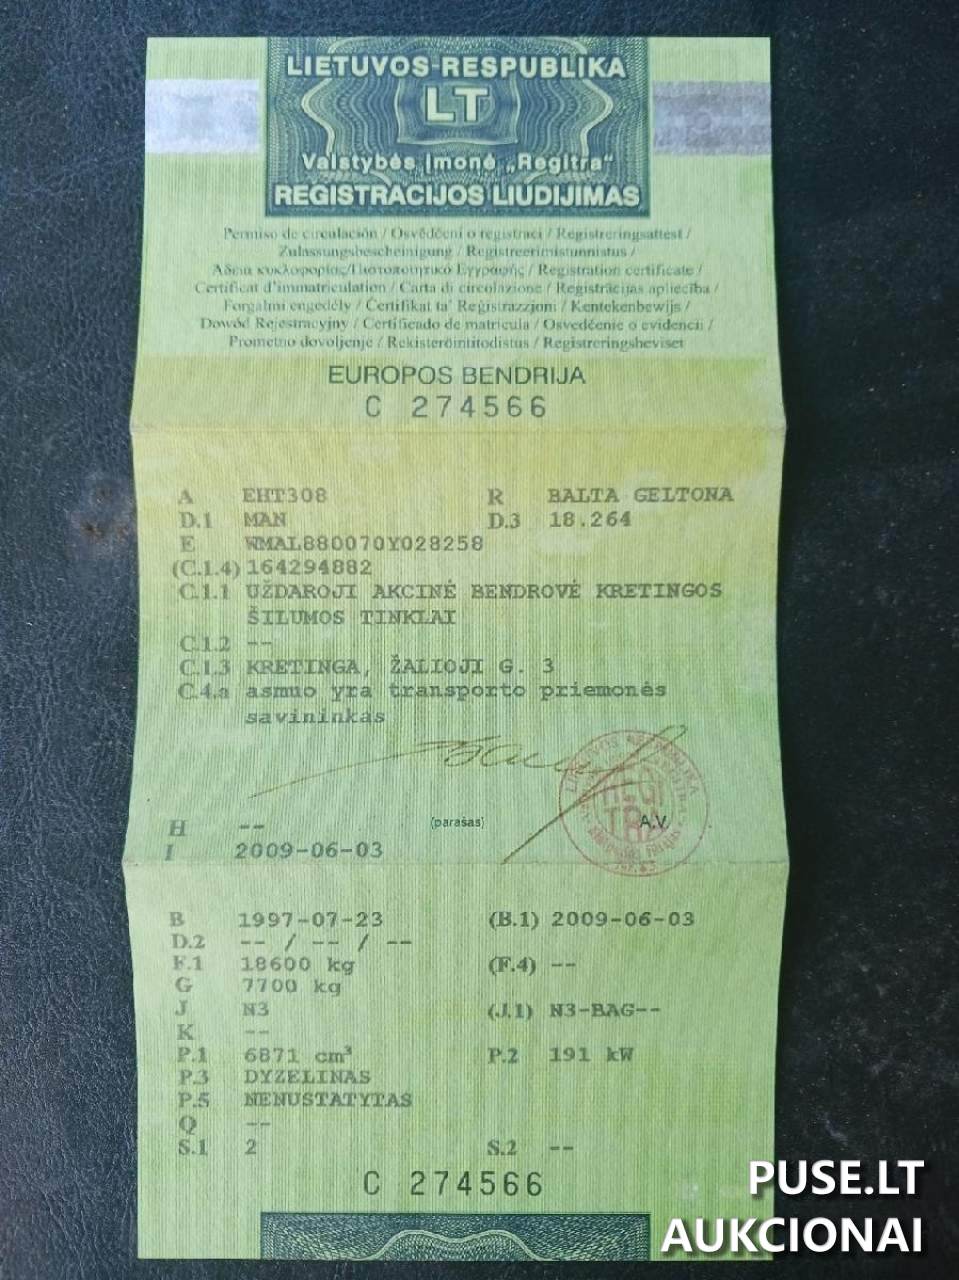 LIETUVOS RESPUBLIKA
LT
Valstybės įmonė „Regitra“
REGISTRACIJOS LIUDIJIMAS
Permiso de circulación / Osvědčení o registraci / Registreringsattest /
Zulassungsbescheinigung / Registreerimistunnistus /
Άδεια κυκλοφορίας/Πιστοποιητικό Εγγραφής / Registration certificate /
Certificat d'immatriculation / Carta di circolazione / Reģistrācijas apliecība /
Forgalmi engedély / Ċertifikat ta' Reġistrazzjoni / Kentekenbewijs /
Dowód Rejestracyjny / Certificado de matrícula / Osvedčenie o evidencii /
Prometno dovoljenje / Rekisteröintitodistus / Registreringsbeviset
EUROPOS BENDRIJA
C 274566
A EHT308 R BALTA GELTONA
D.1 MAN D.3 18.264
E WMAL880070Y028258
(C.1.4) 164294882
C.1.1 UŽDAROJI AKCINĖ BENDROVĖ KRETINGOS
ŠILUMOS TINKLAI
C.1.2 --
C.1.3 KRETINGA, ŽALIOJI G. 3
C.4.a asmuo yra transporto priemonės
savininkas
H --
(parašas)
A.V.
I 2009-06-03
B 1997-07-23 (B.1) 2009-06-03
D.2 -- / -- / --
F.1 18600 kg (F.4) --
G 7700 kg
J N3 (J.1) N3-BAG--
K --
P.1 6871 cm³ P.2 191 kW
P.3 DYZELINAS
P.5 NENUSTATYTAS
Q --
S.1 2 S.2 --
C 274566
PUSE.LT
AUKCIONAI